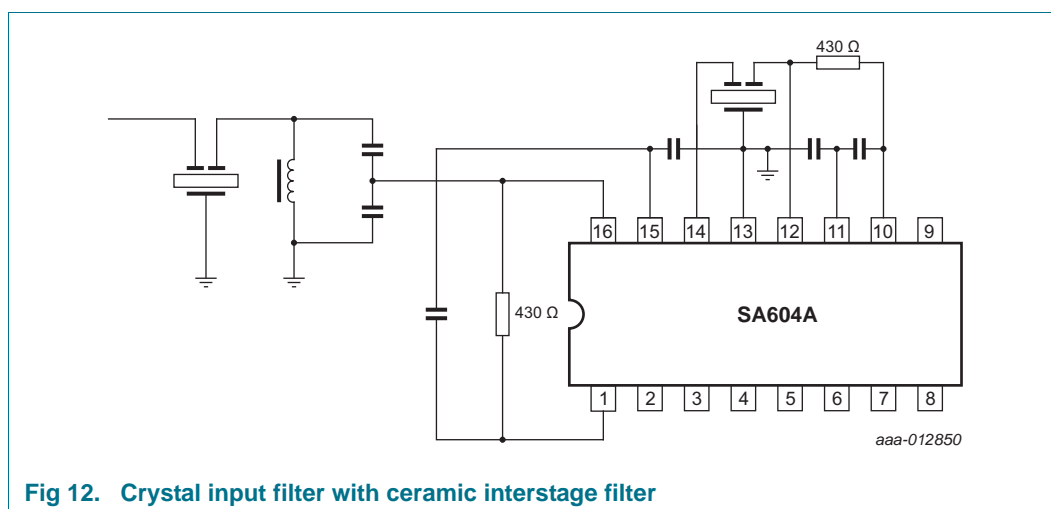 430 Ω
16 15 14 13 12 11 10 9
430 Ω
SA604A
1 2 3 4 5 6 7 8
aaa-012850
Fig 12. Crystal input filter with ceramic interstage filter